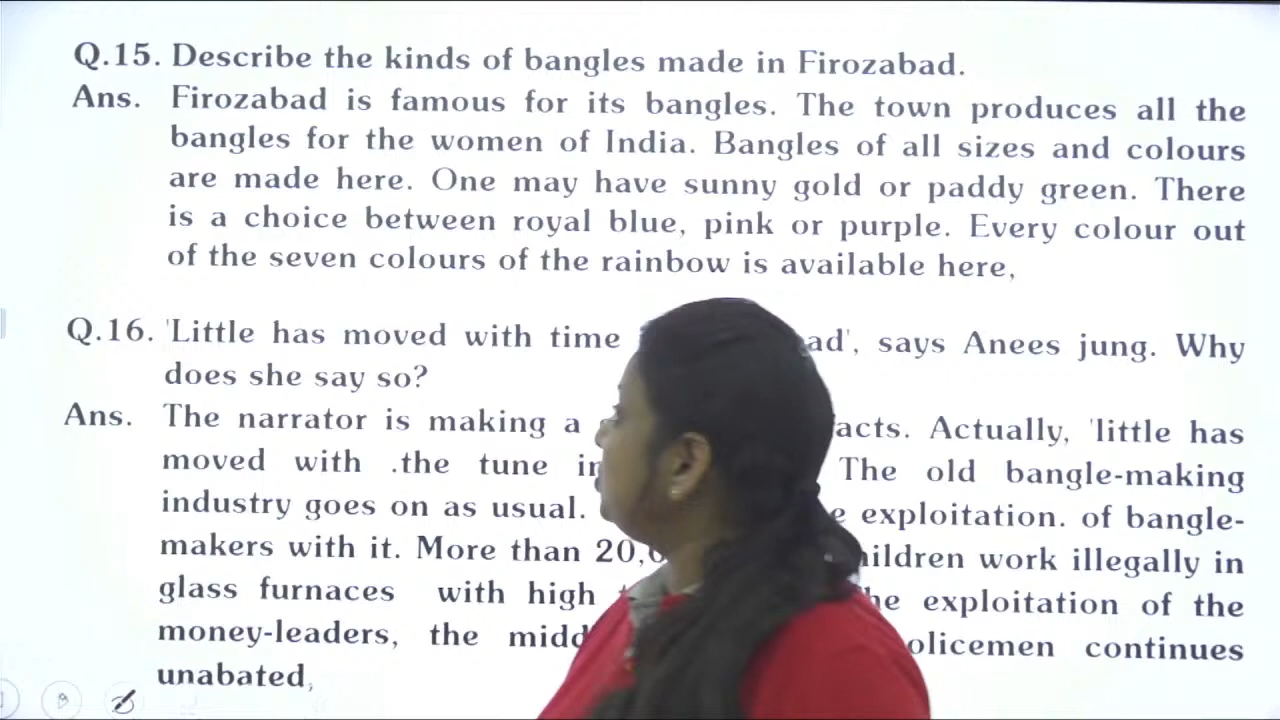 Q.15. Describe the kinds of bangles made in Firozabad.
Ans. Firozabad is famous for its bangles. The town produces all the
bangles for the women of India. Bangles of all sizes and colours
are made here. One may have sunny gold or paddy green. There
is a choice between royal blue, pink or purple. Every colour out
of the seven colours of the rainbow is available here,
Q.16. 'Little has moved with time ad', says Anees jung. Why
does she say so?
Ans. The narrator is making a acts. Actually, 'little has
moved with .the tune in The old bangle-making
industry goes on as usual. exploitation. of bangle-
makers with it. More than 20,0 hildren work illegally in
glass furnaces with high he exploitation of the
money-leaders, the midd olicemen continues
unabated,